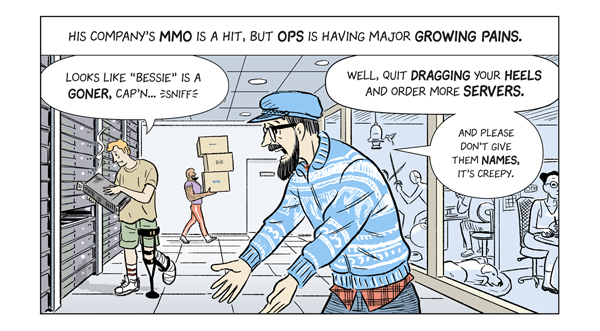 HIS COMPANY'S MMO IS A HIT, BUT OPS IS HAVING MAJOR GROWING PAINS.
LOOKS LIKE "BESSIE" IS A
GONER, CAP'N... SNIFF
WELL, QUIT DRAGGING YOUR HEELS
AND ORDER MORE SERVERS.
AND PLEASE
DON'T GIVE
THEM NAMES,
IT'S CREEPY.